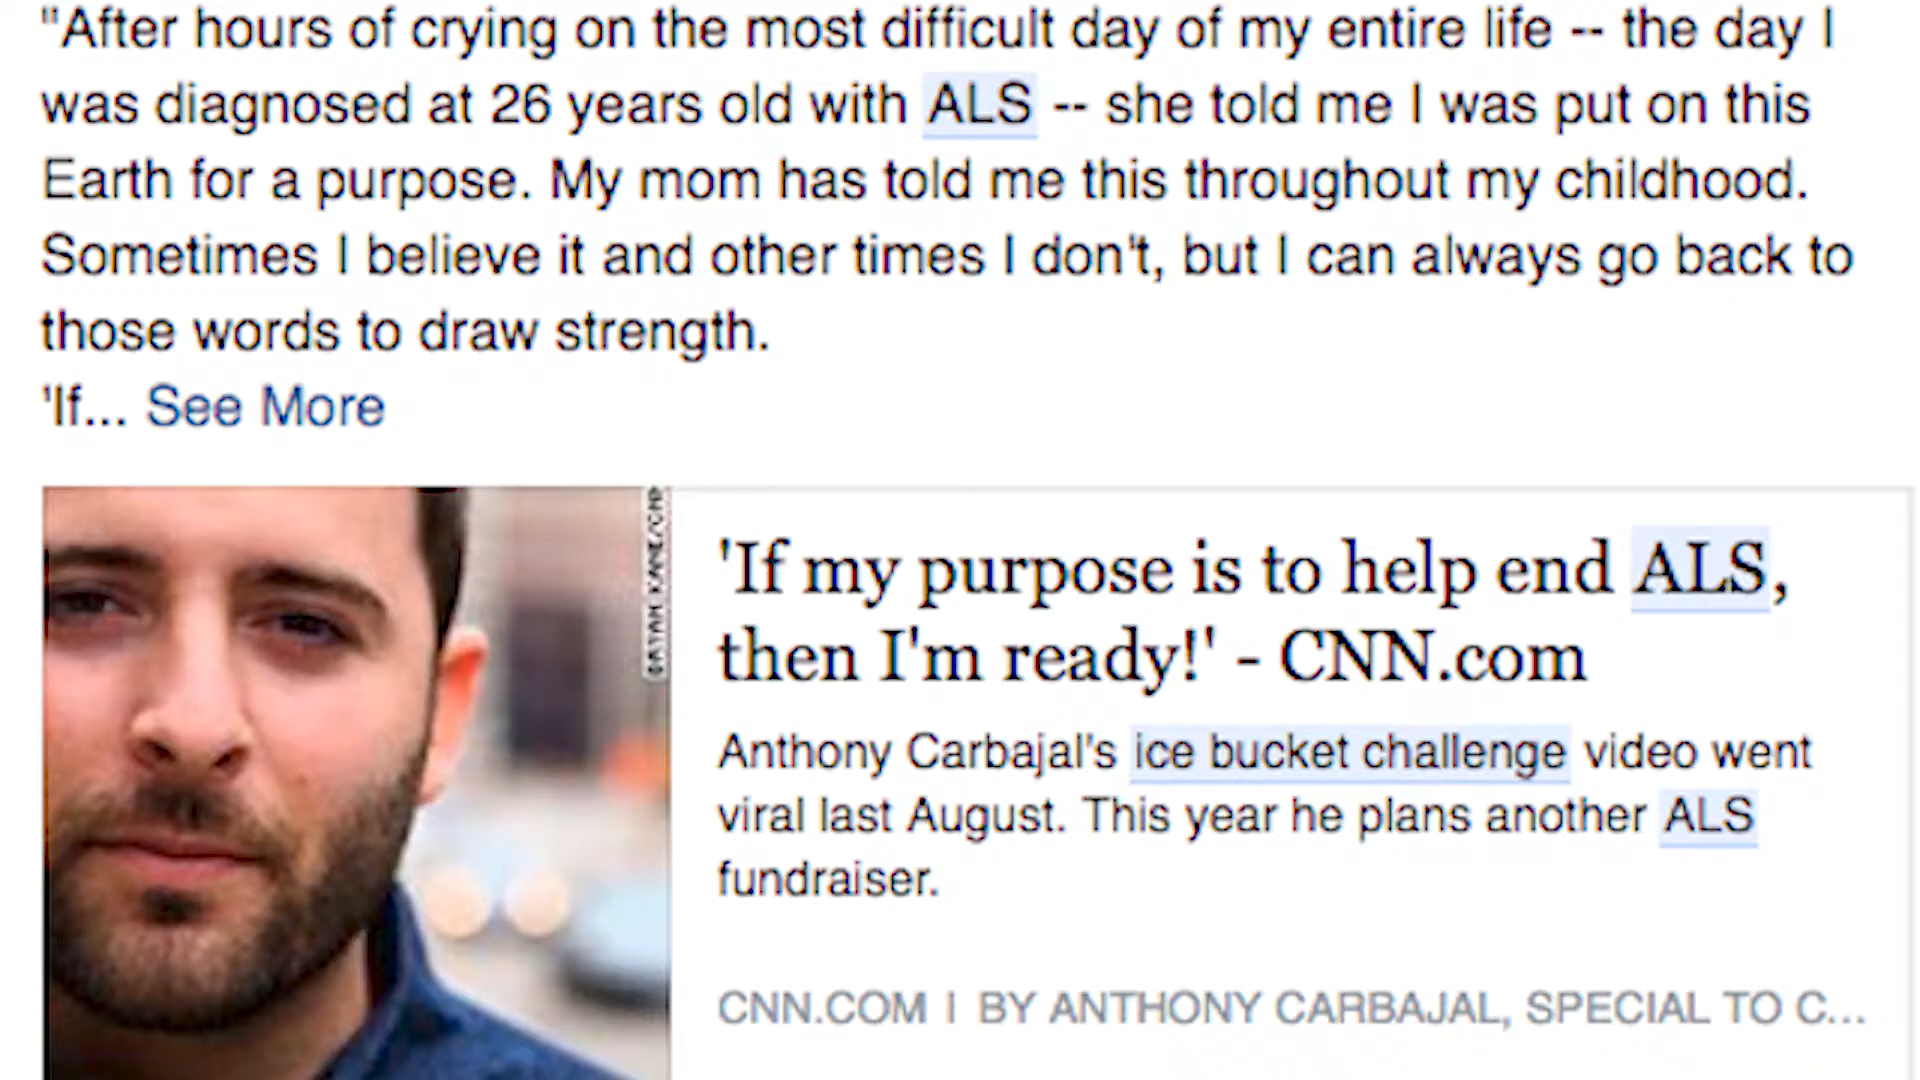 "After hours of crying on the most difficult day of my entire life -- the day I
was diagnosed at 26 years old with ALS -- she told me I was put on this
Earth for a purpose. My mom has told me this throughout my childhood.
Sometimes I believe it and other times I don't, but I can always go back to
those words to draw strength.
'If... See More
'If my purpose is to help end ALS,
then I'm ready!' - CNN.com
Anthony Carbajal's ice bucket challenge video went
viral last August. This year he plans another ALS
fundraiser.
CNN.COM | BY ANTHONY CARBAJAL, SPECIAL TO C...